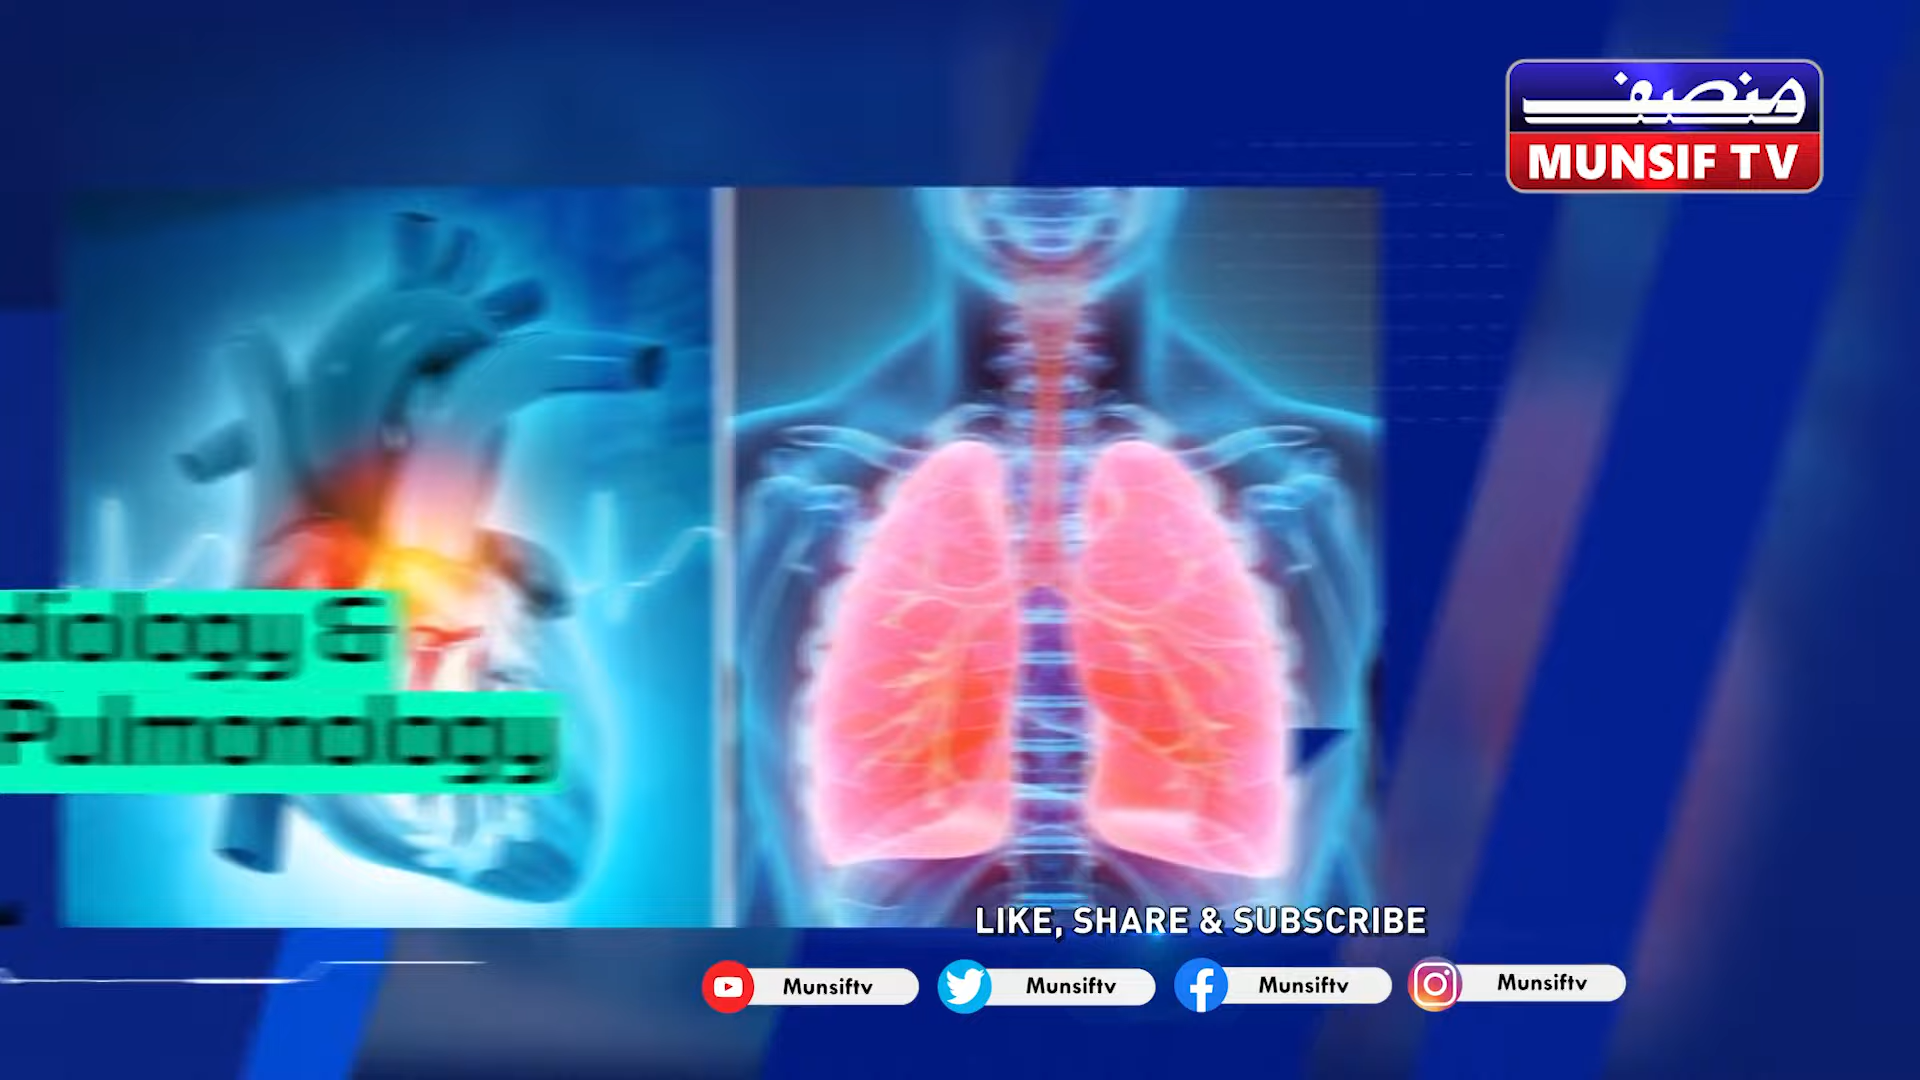 منصف
MUNSIF TV
diology &
Pulmonology
LIKE, SHARE & SUBSCRIBE
Munsiftv
Munsiftv
Munsiftv
Munsiftv